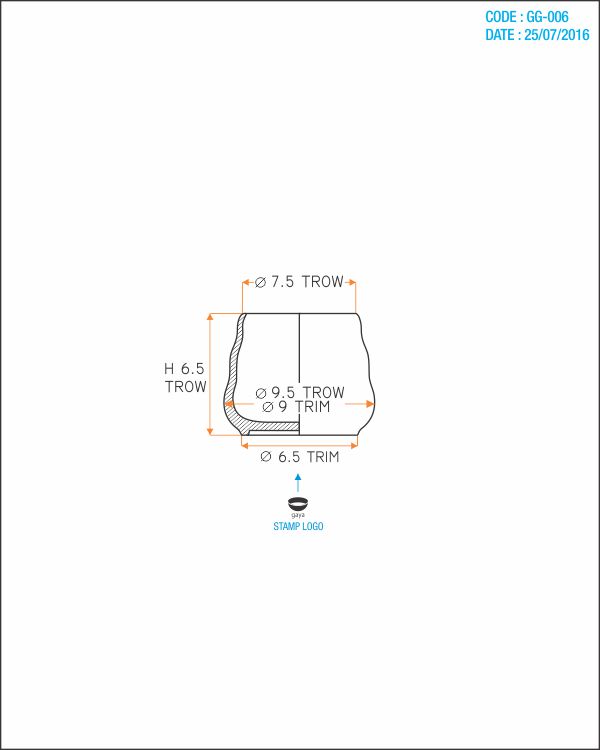 CODE : GG-006
DATE : 25/07/2016
Ø 7.5 TROW
H 6.5
TROW
Ø 9.5 TROW
Ø 9 TRIM
Ø 6.5 TRIM
gaya
STAMP LOGO